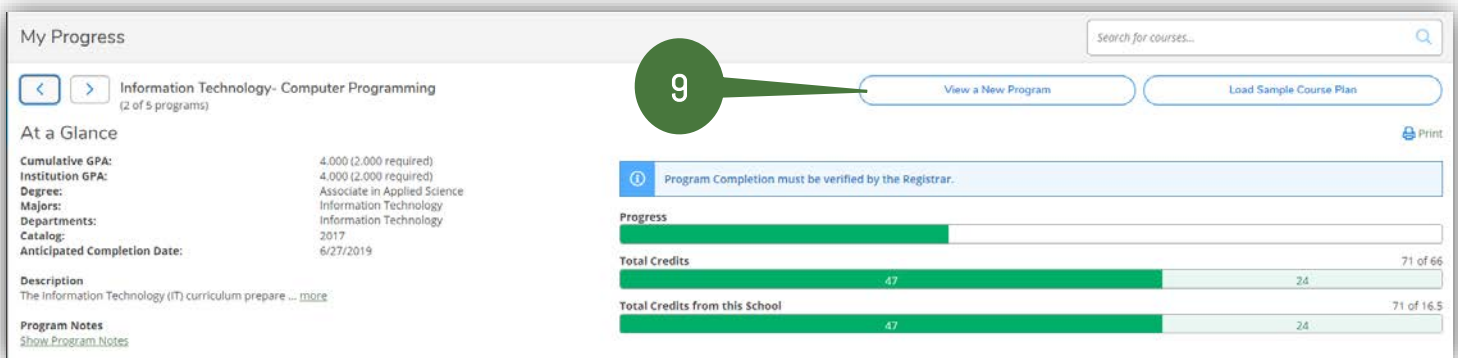 My Progress
Search for courses...
Information Technology- Computer Programming
(2 of 5 programs)
9
View a New Program
Load Sample Course Plan
At a Glance
Print
Cumulative GPA: 4.000 (2.000 required)
Institution GPA: 4.000 (2.000 required)
Degree: Associate in Applied Science
Majors: Information Technology
Departments: Information Technology
Catalog: 2017
Anticipated Completion Date: 6/27/2019
Description
The Information Technology (IT) curriculum prepare ... more
Program Notes
Show Program Notes
Program Completion must be verified by the Registrar.
Progress
Total Credits 71 of 66
47 24
Total Credits from this School 71 of 16.5
47 24